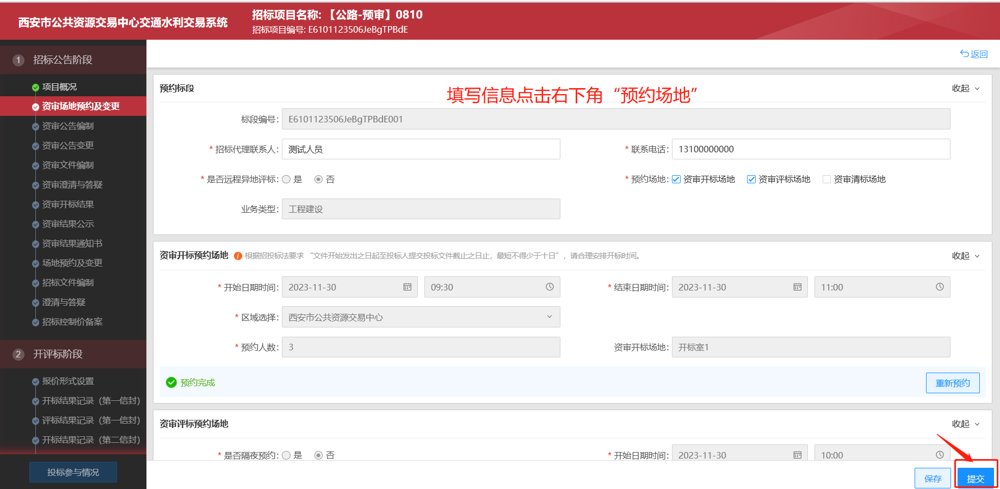 西安市公共资源交易中心交通水利交易系统
招标项目名称: 【公路-预审】0810
招标项目编号: E6101123506JeBgTPBdE
1 招标公告阶段
项目概况
资审场地预约及变更
资审公告编制
资审公告变更
资审文件编制
资审澄清与答疑
资审开标结果
资审结果公示
资审结果通知书
场地预约及变更
招标文件编制
澄清与答疑
招标控制价备案
2 开评标阶段
报价形式设置
开标结果记录（第一信封）
评标结果记录（第一信封）
开标结果记录（第二信封）
投标参与情况
返回
预约标段
填写信息点击右下角“预约场地”
收起
标段编号: E6101123506JeBgTPBdE001
* 招标代理联系人: 测试人员
* 联系电话: 13100000000
* 是否远程异地评标: 是 否
* 预约场地: 资审开标场地 资审评标场地 资审清标场地
业务类型: 工程建设
资审开标预约场地 根据招投标法要求 “文件开始发出之日起至投标人提交投标文件截止之日止，最短不得少于十日”，请合理安排开标时间。
收起
* 开始日期时间: 2023-11-30 09:30
* 结束日期时间: 2023-11-30 11:00
* 区域选择: 西安市公共资源交易中心
* 预约人数: 3
资审开标场地: 开标室1
预约完成
重新预约
资审评标预约场地
收起
* 是否隔夜预约: 是 否
* 开始日期时间: 2023-11-30 10:00
保存
提交